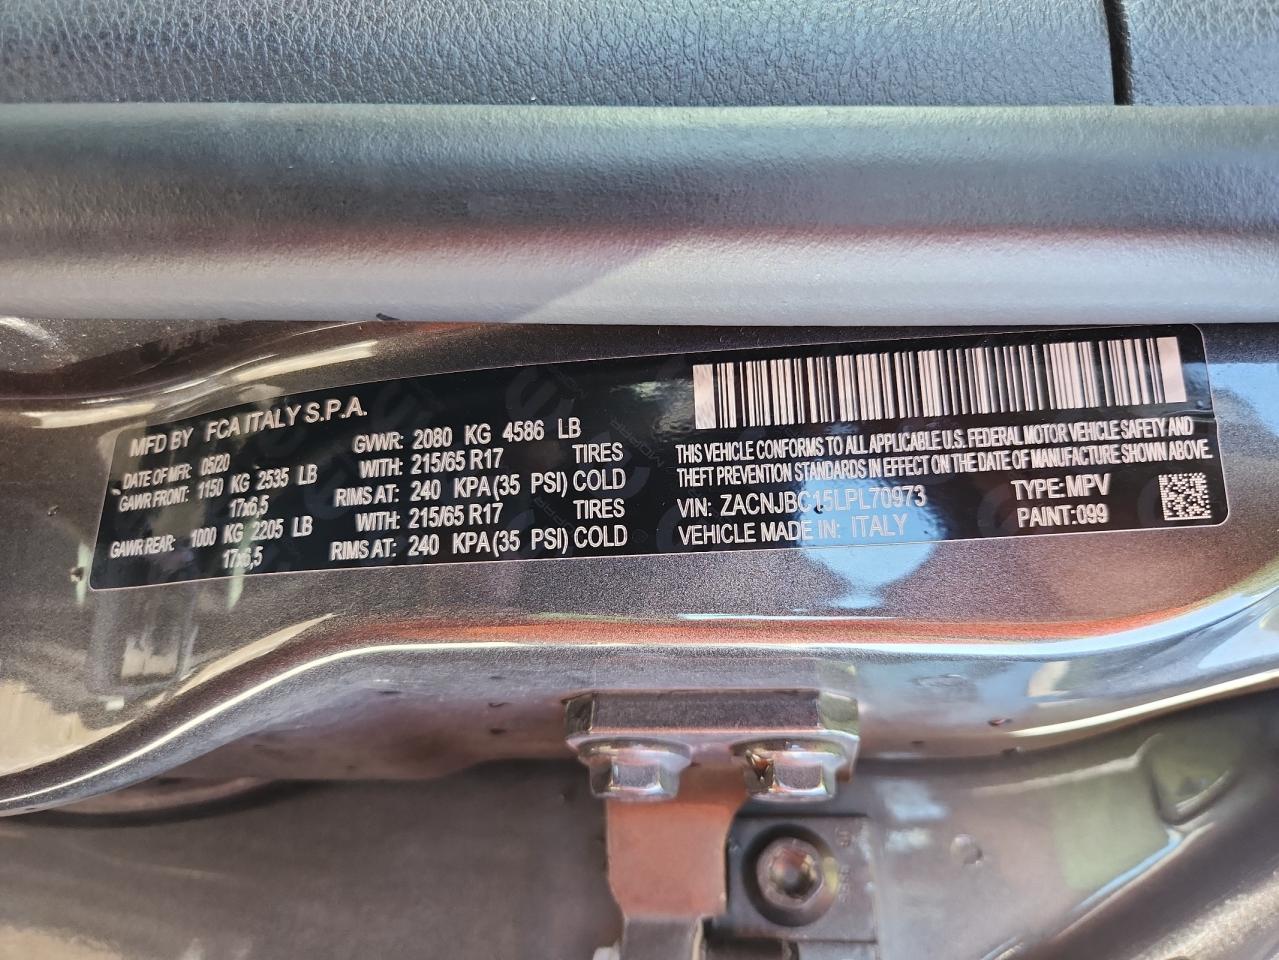 MFD BY FCA ITALY S.P.A.
DATE OF MFR: 05/20 GVWR: 2080 KG 4586 LB
GAWR FRONT: 1150 KG 2535 LB WITH: 215/65 R17 TIRES
17x6,5 RIMS AT: 240 KPA(35 PSI) COLD
GAWR REAR: 1000 KG 2205 LB WITH: 215/65 R17 TIRES
17x6,5 RIMS AT: 240 KPA(35 PSI) COLD
THIS VEHICLE CONFORMS TO ALL APPLICABLE U.S. FEDERAL MOTOR VEHICLE SAFETY AND
THEFT PREVENTION STANDARDS IN EFFECT ON THE DATE OF MANUFACTURE SHOWN ABOVE.
VIN: ZACNJBC15LPL70973 TYPE:MPV
VEHICLE MADE IN: ITALY PAINT:099